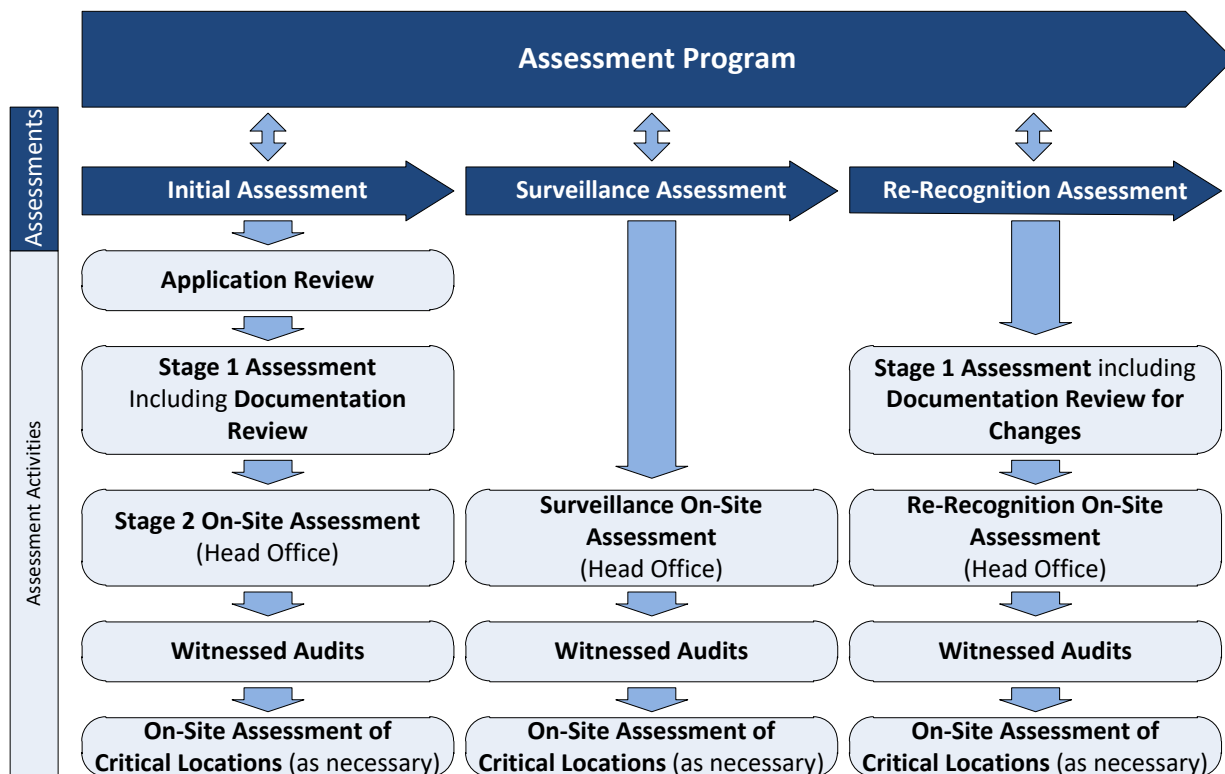 Assessment Program
Assessments
Initial Assessment
Surveillance Assessment
Re-Recognition Assessment
Assessment Activities
Application Review
Stage 1 Assessment
Including Documentation
Review
Stage 2 On-Site Assessment
(Head Office)
Witnessed Audits
On-Site Assessment of
Critical Locations (as necessary)
Surveillance On-Site
Assessment
(Head Office)
Witnessed Audits
On-Site Assessment of
Critical Locations (as necessary)
Stage 1 Assessment including
Documentation Review for
Changes
Re-Recognition On-Site
Assessment
(Head Office)
Witnessed Audits
On-Site Assessment of
Critical Locations (as necessary)